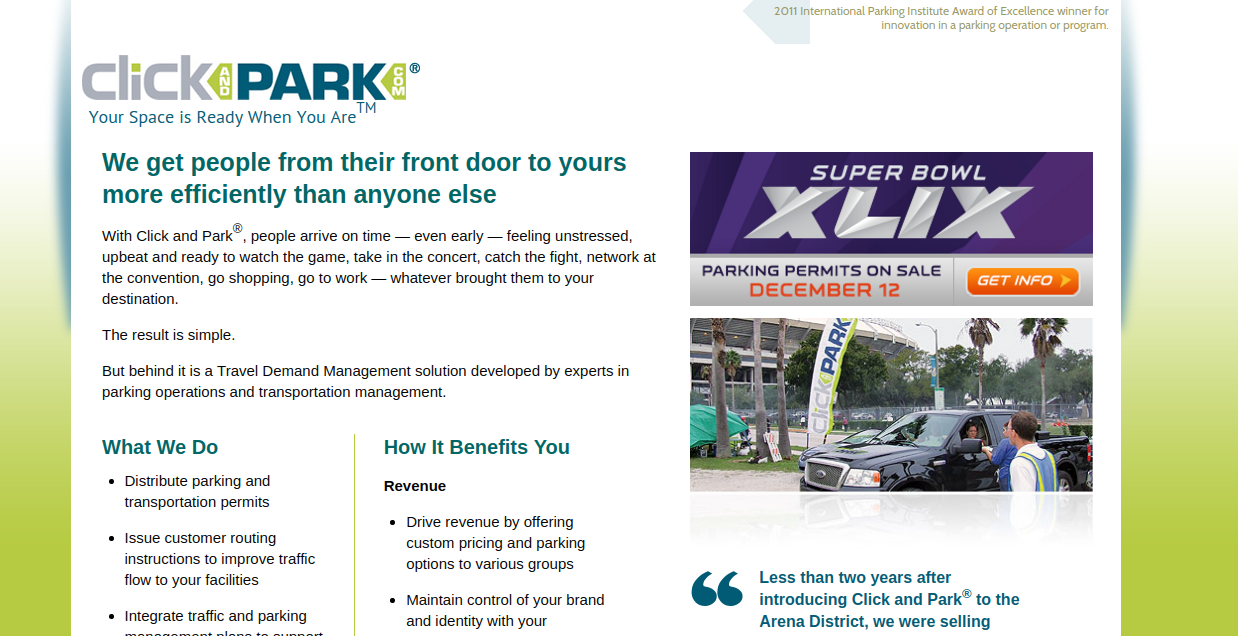 2011 International Parking Institute Award of Excellence winner for
innovation in a parking operation or program.
Click AND PARK .COM®
Your Space is Ready When You Are™
We get people from their front door to yours
more efficiently than anyone else
With Click and Park®, people arrive on time — even early — feeling unstressed,
upbeat and ready to watch the game, take in the concert, catch the fight, network at
the convention, go shopping, go to work — whatever brought them to your
destination.
The result is simple.
But behind it is a Travel Demand Management solution developed by experts in
parking operations and transportation management.
What We Do
• Distribute parking and
transportation permits
• Issue customer routing
instructions to improve traffic
flow to your facilities
• Integrate traffic and parking
management plans to support
How It Benefits You
Revenue
• Drive revenue by offering
custom pricing and parking
options to various groups
• Maintain control of your brand
and identity with your
SUPER BOWL
XLIX
PARKING PERMITS ON SALE
DECEMBER 12
GET INFO
Click PARK
Less than two years after
introducing Click and Park® to the
Arena District, we were selling